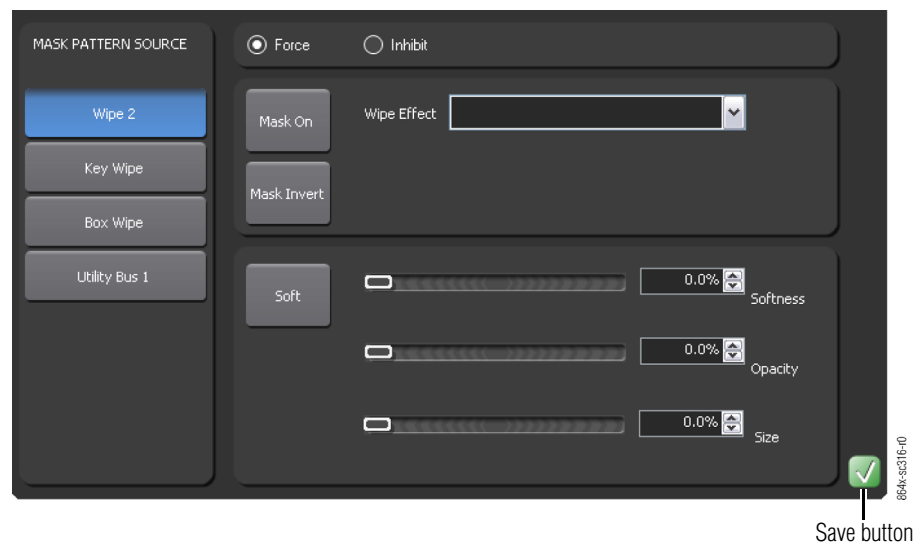 MASK PATTERN SOURCE
Force
Inhibit
Wipe 2
Key Wipe
Box Wipe
Utility Bus 1
Mask On
Wipe Effect
Mask Invert
Soft
0.0%
Softness
0.0%
Opacity
0.0%
Size
864x-sc316-r0
Save button